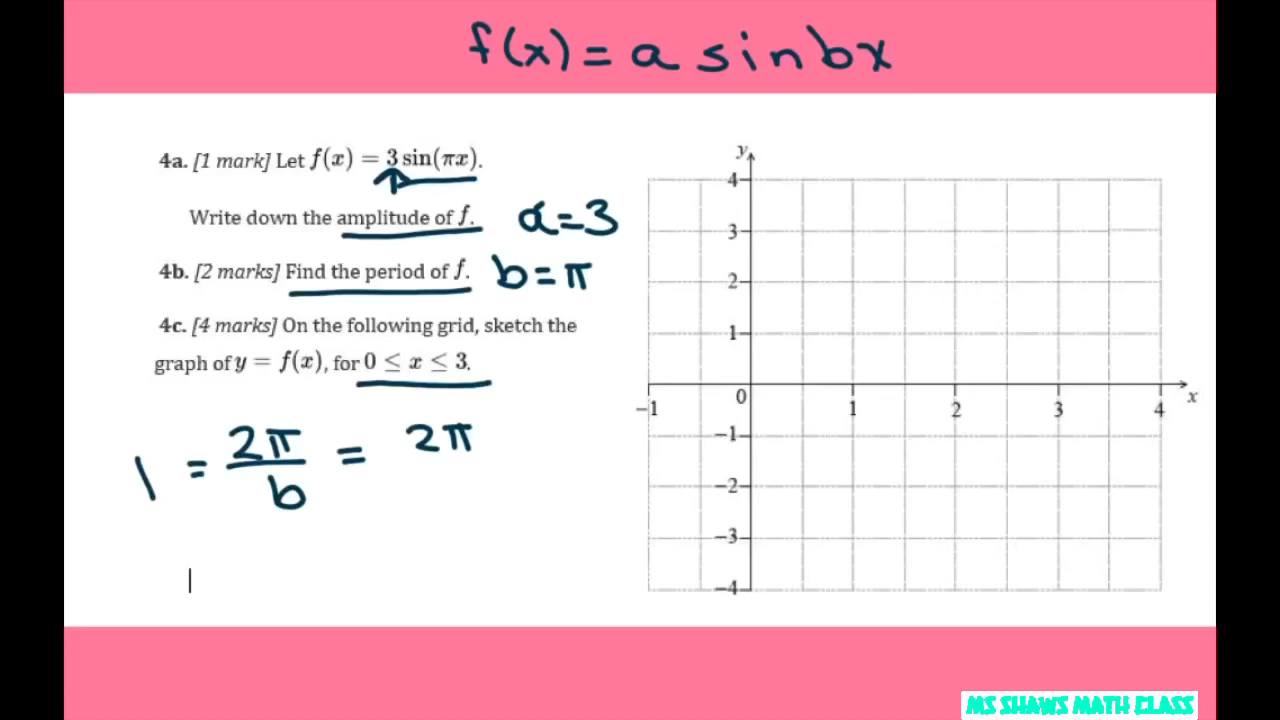 f(x) = a sin bx
4a. [1 mark] Let f(x) = 3 sin(πx).
Write down the amplitude of f. a = 3
4b. [2 marks] Find the period of f. b = π
4c. [4 marks] On the following grid, sketch the
graph of y = f(x), for 0 ≤ x ≤ 3.
\ = 2π/b = 2π
y
4
3
2
1
0
−1 1 2 3 4 x
−1
−2
−3
−4
MS SHAWS MATH CLASS